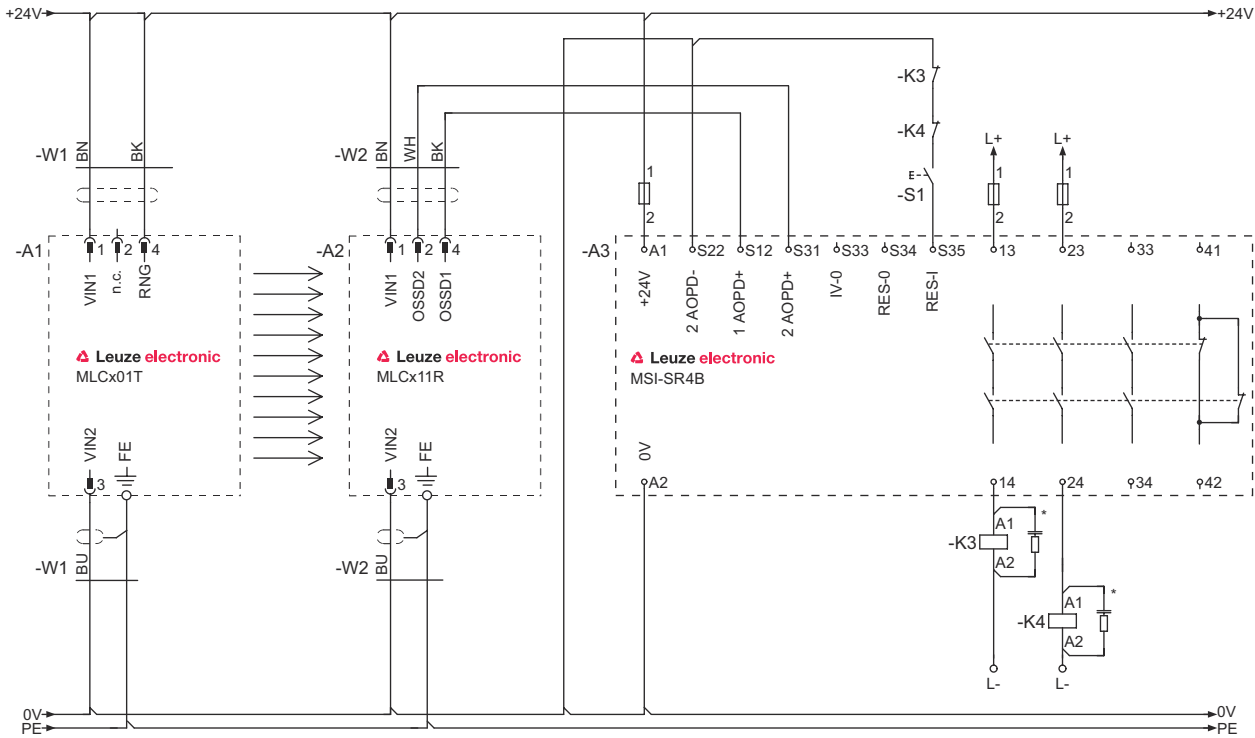 +24V +24V
-K3
-K4
E
-S1
-W1 BN BK
-W2 BN WH BK
L+ L+
1 1 1
2 2 2
-A1 1 2 4
VIN1 n.c. RNG
-A2 1 2 4
VIN1 OSSD2 OSSD1
-A3 A1 S22 S12 S31 S33 S34 S35 13 23 33 41
+24V 2 AOPD- 1 AOPD+ 2 AOPD+ IV-0 RES-0 RES-I
Leuze electronic
MLCx01T
Leuze electronic
MLCx11R
Leuze electronic
MSI-SR4B
VIN2 FE
3
VIN2 FE
3
0V
A2 14 24 34 42
-W1 BU
-W2 BU
-K3 A1 *
A2
-K4 A1 *
A2
L- L-
0V 0V
PE PE